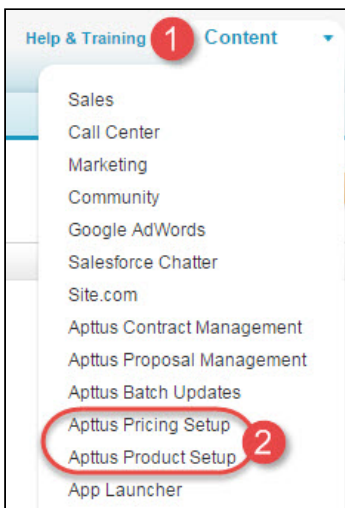 Help & Training 1 Content
Sales
Call Center
Marketing
Community
Google AdWords
Salesforce Chatter
Site.com
Apttus Contract Management
Apttus Proposal Management
Apttus Batch Updates
Apttus Pricing Setup
2
Apttus Product Setup
App Launcher